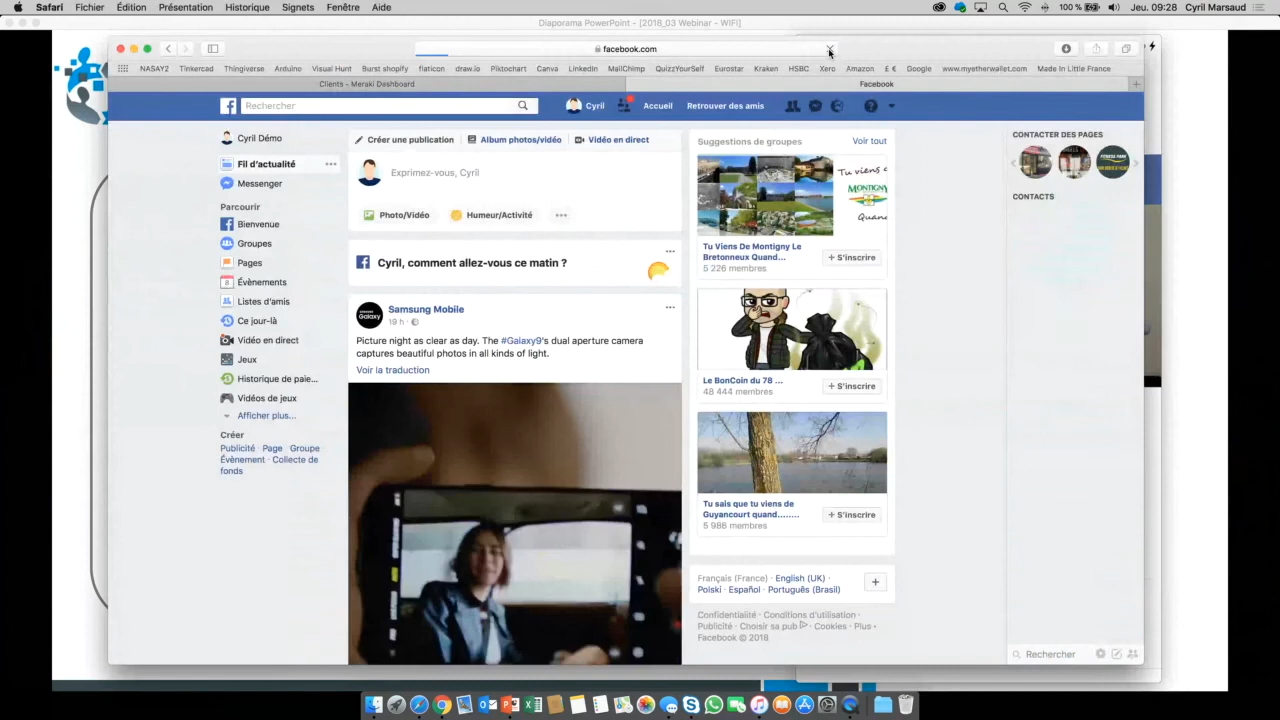 Safari Fichier Édition Présentation Historique Signets Fenêtre Aide 100 % Jeu. 09:28 Cyril Marsaud
Diaporama PowerPoint - [2018_03 Webinar - WIFI]
facebook.com
NASAY2 Tinkercad Thingiverse Arduino Visual Hunt Burst shopify flaticon draw.io Piktochart Canva LinkedIn MailChimp QuizzYourSelf Eurostar Kraken HSBC Xero Amazon £ € Google www.myetherwallet.com Made In Little France
Clients - Meraki Dashboard
Facebook
Rechercher
Cyril Accueil Retrouver des amis
Cyril Démo
Fil d'actualité
Messenger
Parcourir
Bienvenue
Groupes
Pages
Évènements
Listes d'amis
Ce jour-là
Vidéo en direct
Jeux
Historique de paie...
Vidéos de jeux
Afficher plus...
Créer
Publicité Page Groupe
Évènement · Collecte de
fonds
Créer une publication Album photos/vidéo Vidéo en direct
Exprimez-vous, Cyril
Photo/Vidéo Humeur/Activité
Cyril, comment allez-vous ce matin ?
Samsung Mobile
19 h ·
Picture night as clear as day. The #Galaxy9's dual aperture camera
captures beautiful photos in all kinds of light.
Voir la traduction
Suggestions de groupes Voir tout
Tu viens d
MONTIGNY
Quan
Tu Viens De Montigny Le
Bretonneux Quand...
5 226 membres
+ S'inscrire
Le BonCoin du 78 ...
48 444 membres
+ S'inscrire
Tu sais que tu viens de
Guyancourt quand.......
5 986 membres
+ S'inscrire
Français (France) · English (UK) ·
Polski · Español · Português (Brasil)
Confidentialité · Conditions d'utilisation ·
Publicité · Choisir sa pub · Cookies · Plus
Facebook © 2018
CONTACTER DES PAGES
FITNESS PARK
CONTACTS
Rechercher